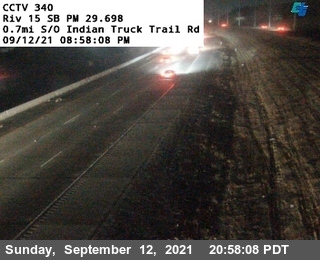 CCTV 340
Riv 15 SB PM 29.698
0.7mi S/O Indian Truck Trail Rd
09/12/21 08:58:08 PM
Sunday, September 12, 2021 20:58:08 PDT